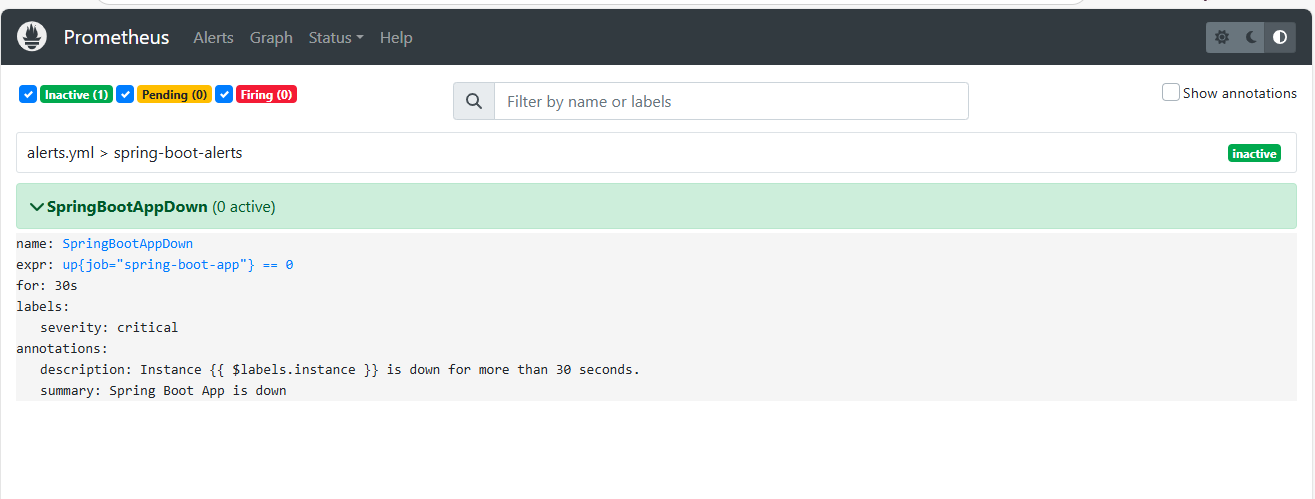 Prometheus Alerts Graph Status Help
Inactive (1) Pending (0) Firing (0) Filter by name or labels Show annotations
alerts.yml > spring-boot-alerts inactive
SpringBootAppDown (0 active)
name: SpringBootAppDown
expr: up{job="spring-boot-app"} == 0
for: 30s
labels:
severity: critical
annotations:
description: Instance {{ $labels.instance }} is down for more than 30 seconds.
summary: Spring Boot App is down